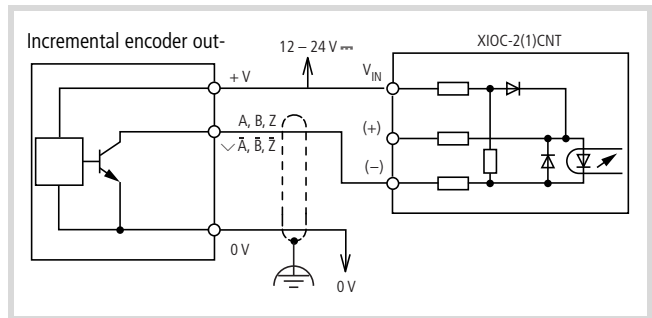 Incremental encoder out-
12 – 24 V ⎓
XIOC-2(1)CNT
+ V
V_IN
A, B, Z
∨ A̅, B̅, Z̅
(+)
(–)
0 V
0 V